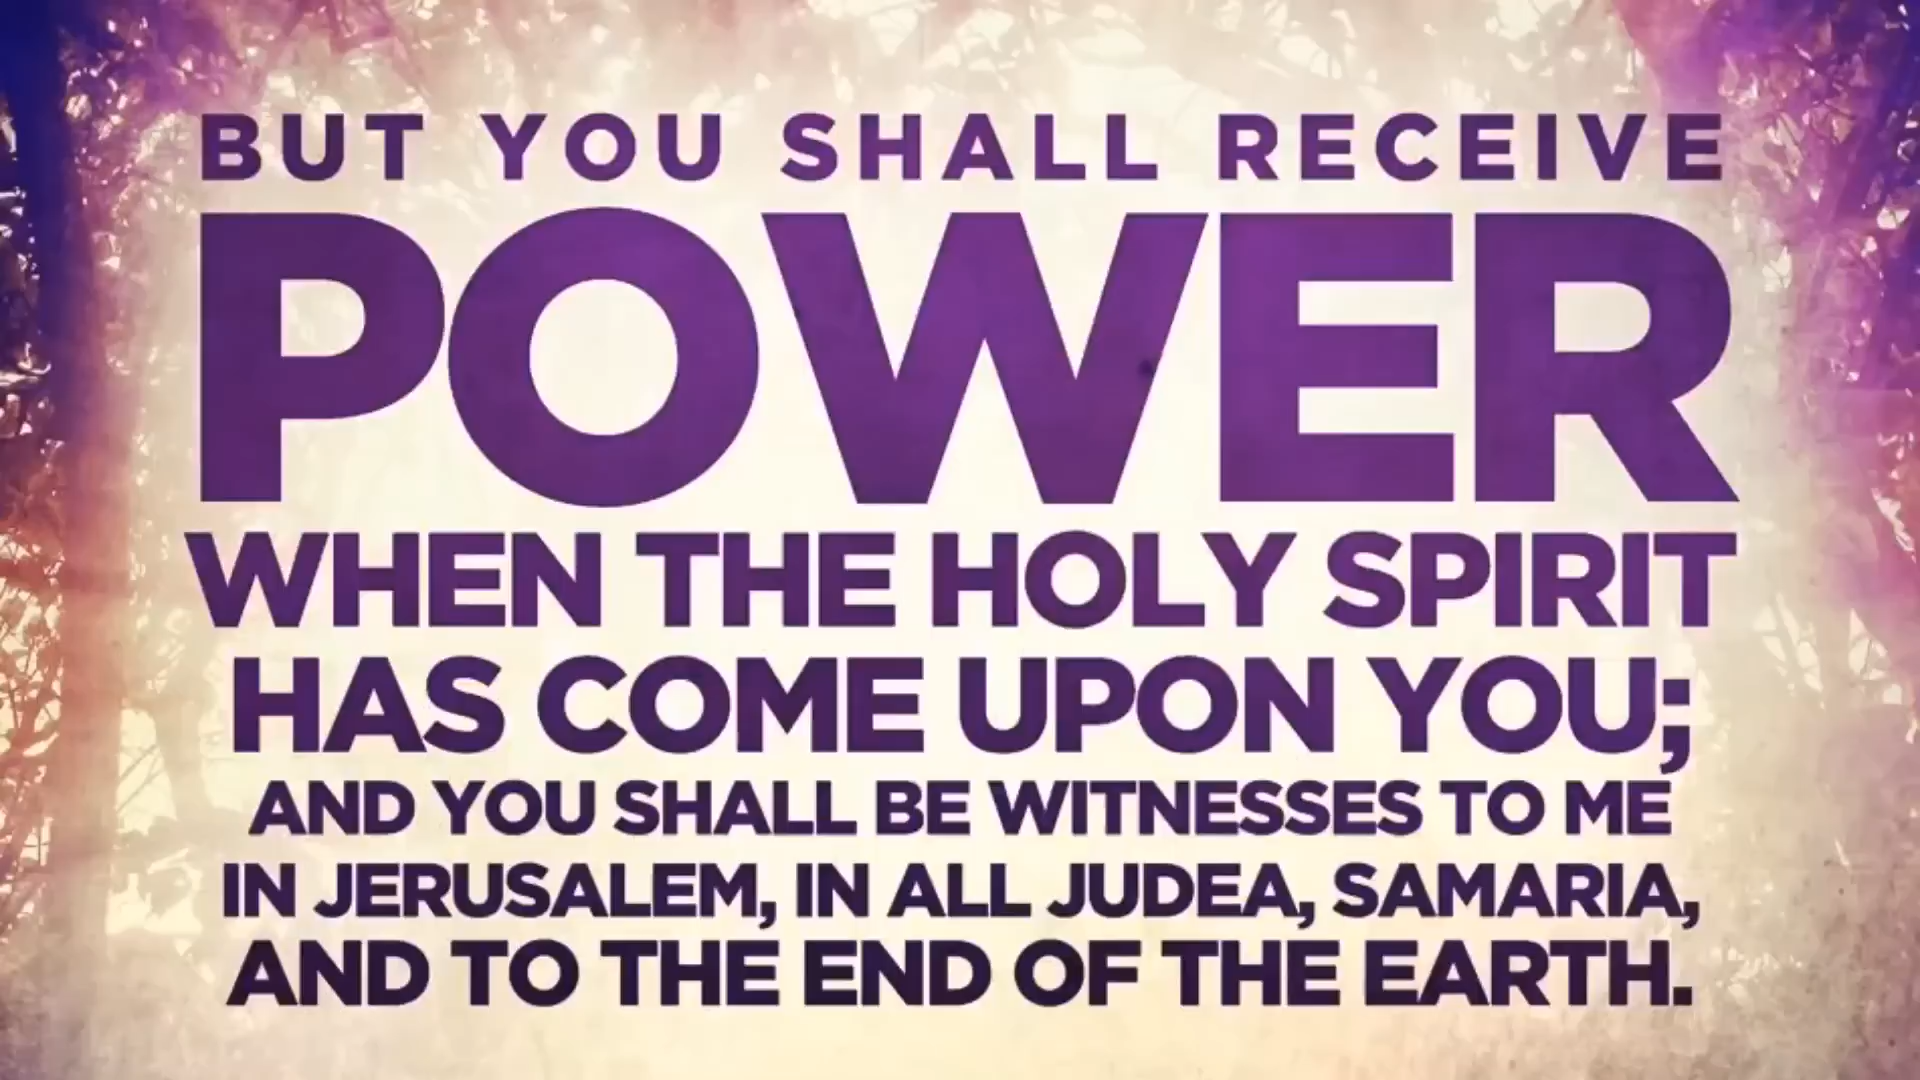 BUT YOU SHALL RECEIVE
POWER
WHEN THE HOLY SPIRIT
HAS COME UPON YOU;
AND YOU SHALL BE WITNESSES TO ME
IN JERUSALEM, IN ALL JUDEA, SAMARIA,
AND TO THE END OF THE EARTH.